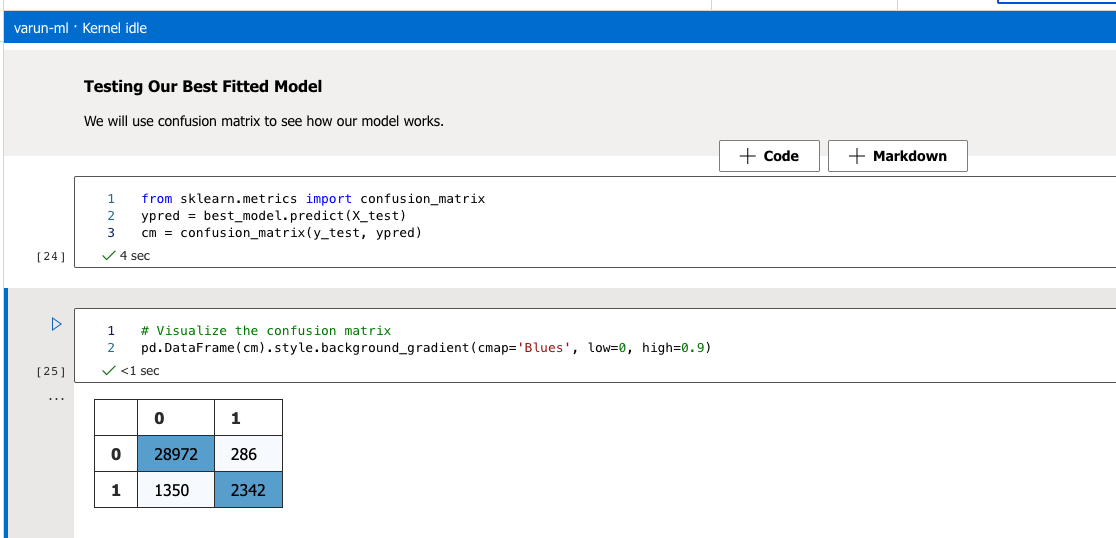 varun-ml · Kernel idle
Testing Our Best Fitted Model
We will use confusion matrix to see how our model works.
+ Code + Markdown
1 from sklearn.metrics import confusion_matrix
2 ypred = best_model.predict(X_test)
3 cm = confusion_matrix(y_test, ypred)
[24] ✓ 4 sec
1 # Visualize the confusion matrix
2 pd.DataFrame(cm).style.background_gradient(cmap='Blues', low=0, high=0.9)
[25] ✓ <1 sec
...
0 1
0 28972 286
1 1350 2342